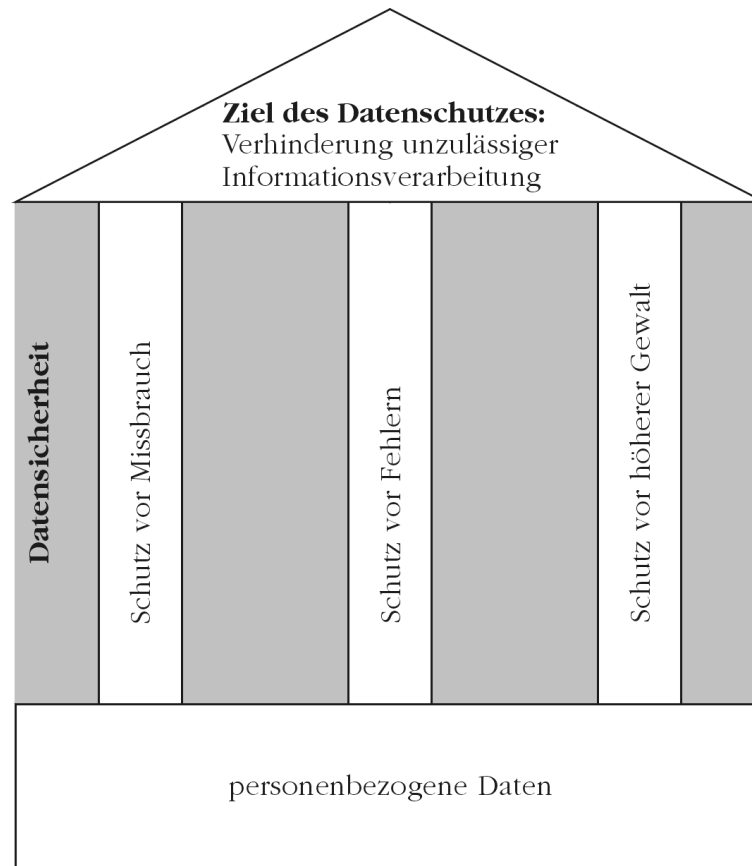 Ziel des Datenschutzes:
Verhinderung unzulässiger
Informationsverarbeitung
Datensicherheit
Schutz vor Missbrauch
Schutz vor Fehlern
Schutz vor höherer Gewalt
personenbezogene Daten